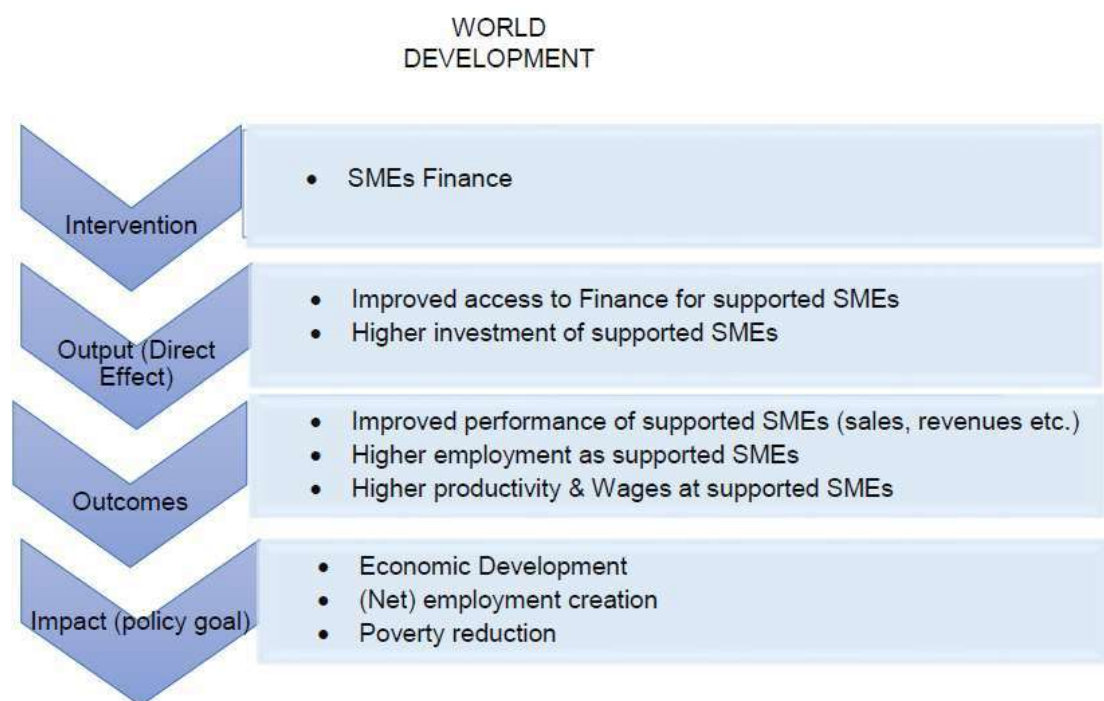 WORLD
DEVELOPMENT
Intervention
• SMEs Finance
Output (Direct
Effect)
• Improved access to Finance for supported SMEs
• Higher investment of supported SMEs
Outcomes
• Improved performance of supported SMEs (sales, revenues etc.)
• Higher employment as supported SMEs
• Higher productivity & Wages at supported SMEs
Impact (policy goal)
• Economic Development
• (Net) employment creation
• Poverty reduction